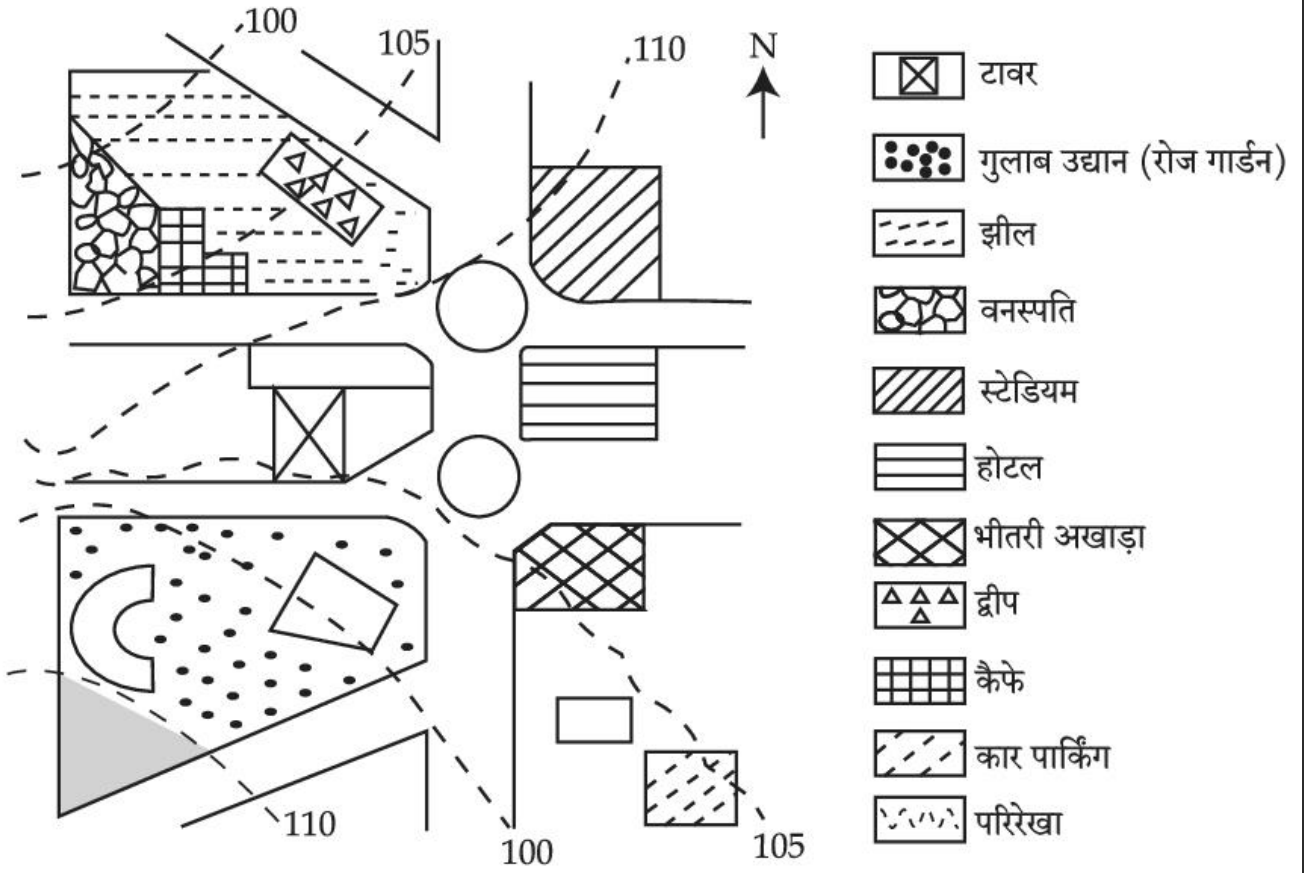 100
105
110
N
टावर
गुलाब उद्यान (रोज गार्डन)
झील
वनस्पति
स्टेडियम
होटल
भीतरी अखाड़ा
द्वीप
कैफे
कार पार्किंग
परिरेखा
110
100
105